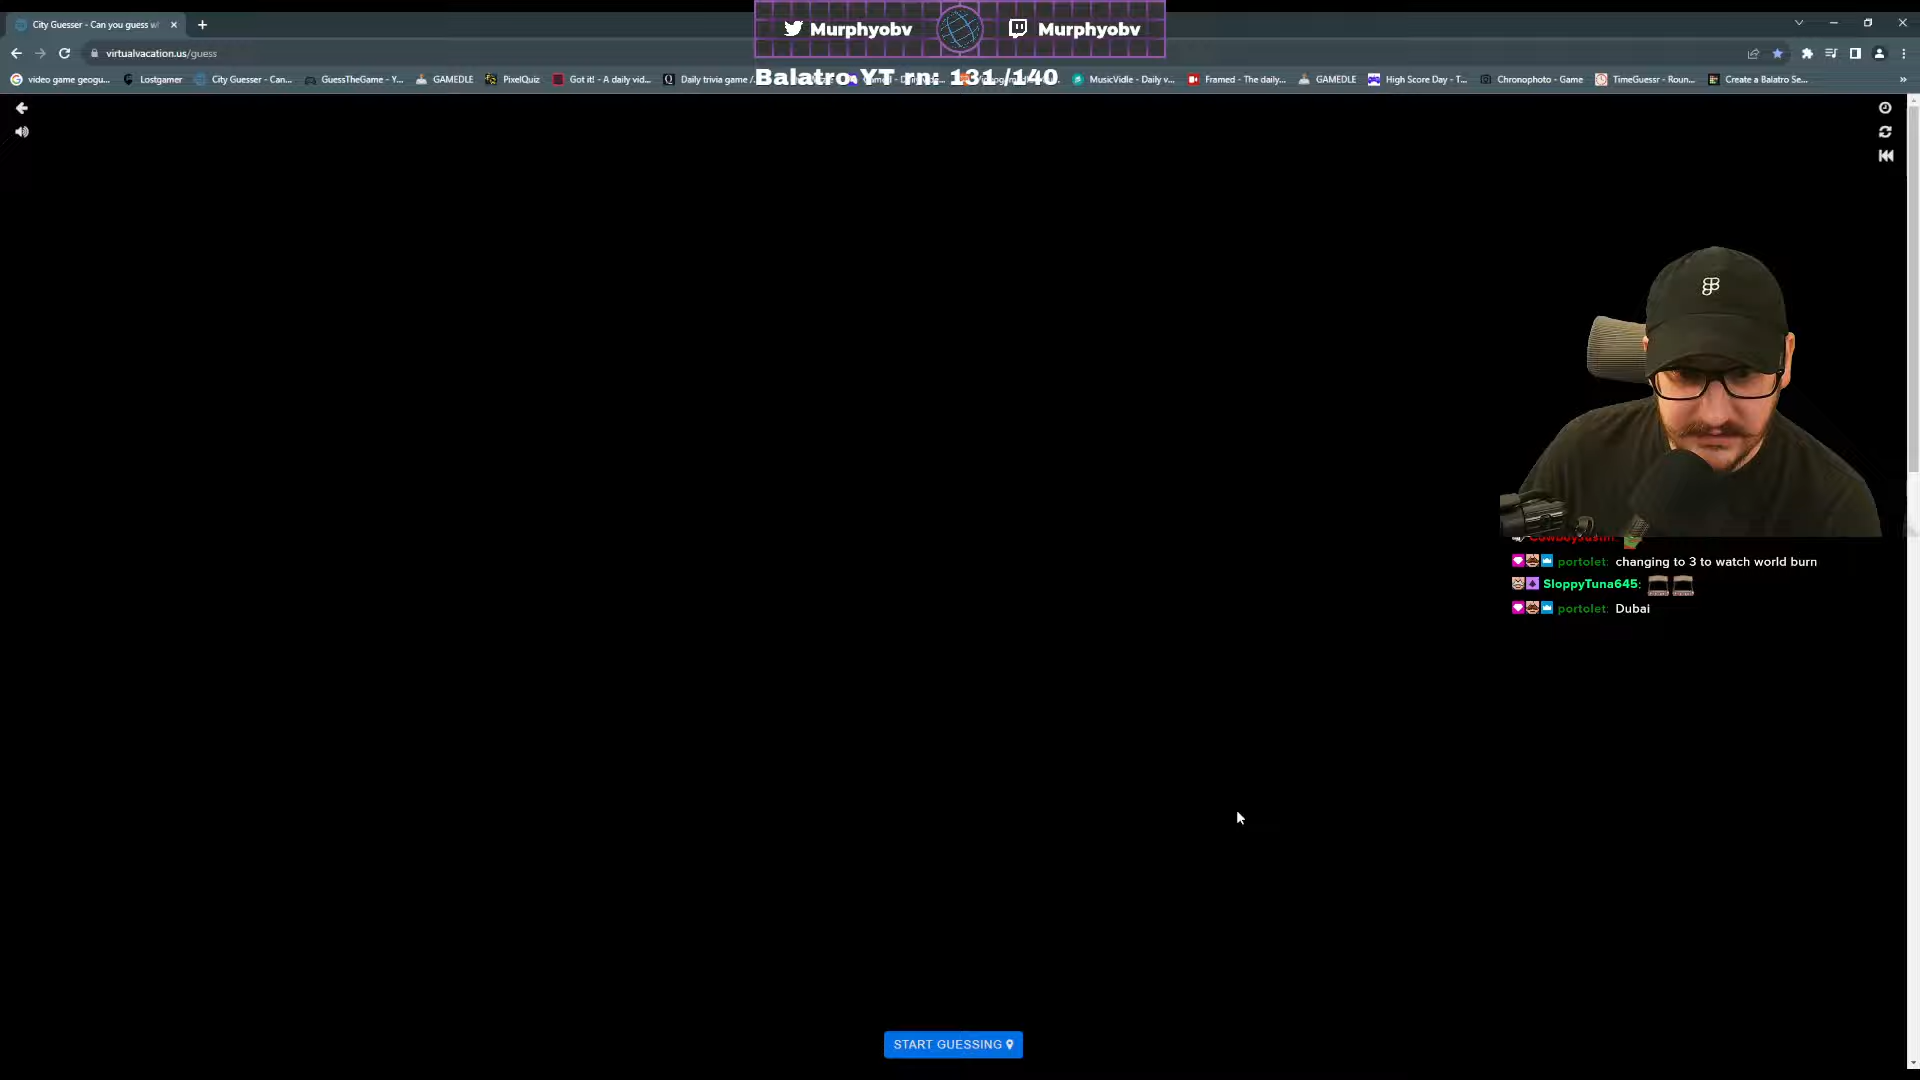 City Guesser - Can you guess wh
Murphyobv
Murphyobv
virtualvacation.us/guess
Balatro YT rn: 131 /140
video game geogu...
Lostgamer
City Guesser - Can...
GuessTheGame - Y...
GAMEDLE
PixelQuiz
Got it! - A daily vid...
Daily trivia game
MusicVidle - Daily v...
Framed - The daily...
GAMEDLE
High Score Day - T...
Chronophoto - Game
TimeGuessr - Roun...
Create a Balatro Se...
portolet: changing to 3 to watch world burn
SloppyTuna645:
portolet: Dubai
START GUESSING